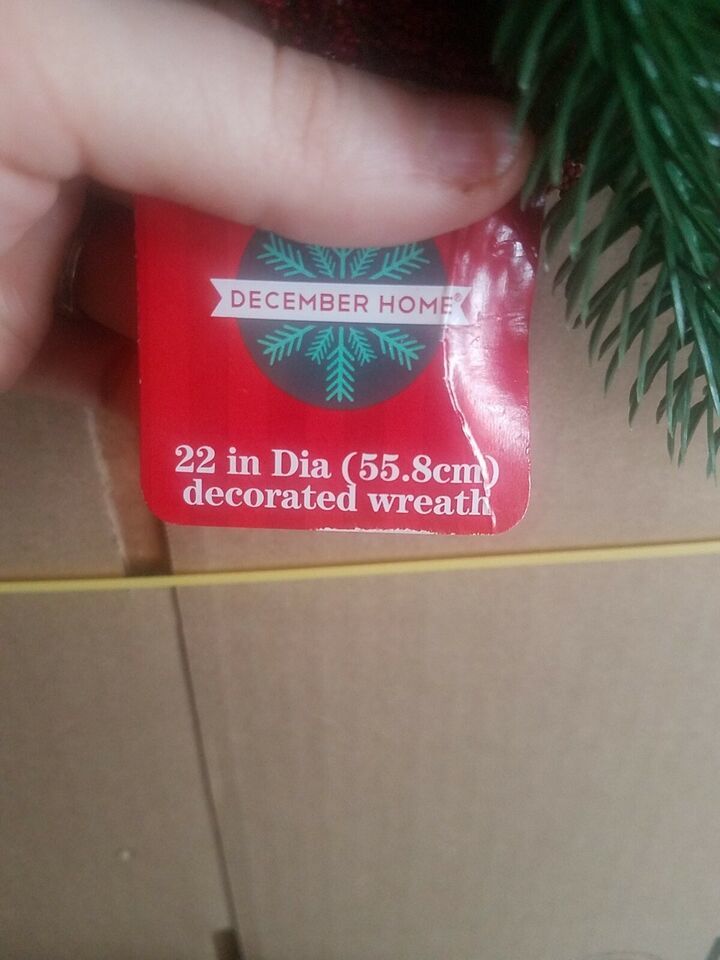 DECEMBER HOME®
22 in Dia (55.8cm)
decorated wreath